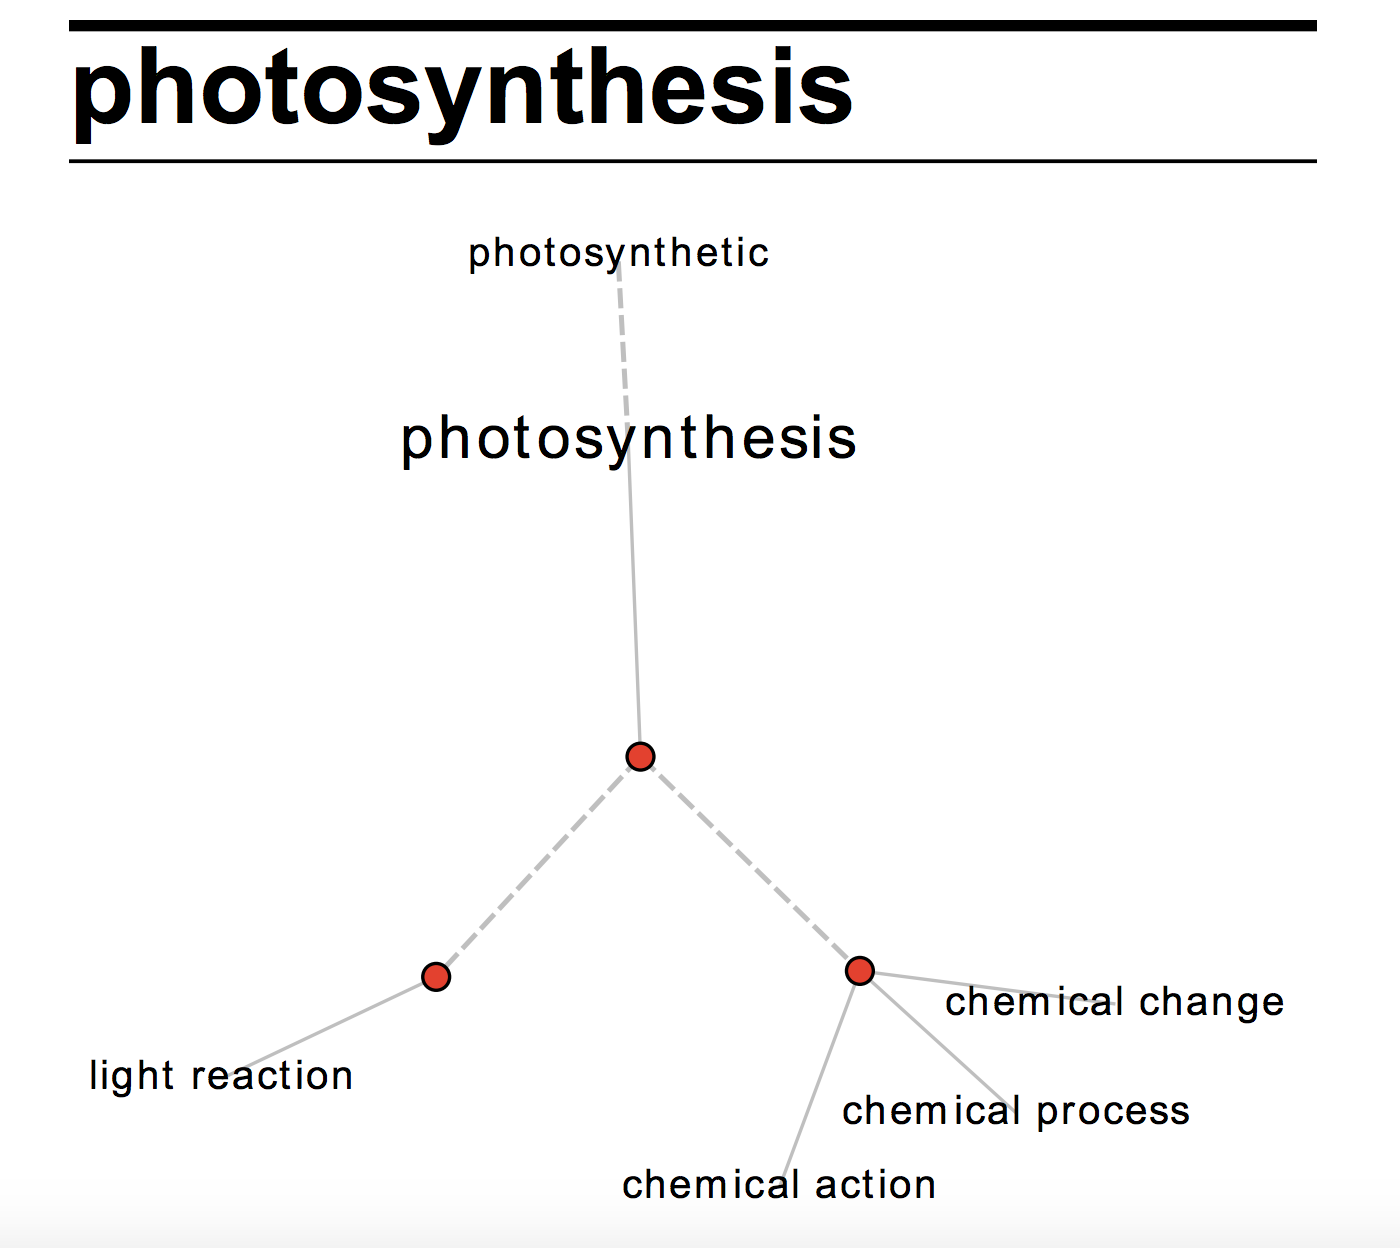 photosynthesis
photosynthetic
photosynthesis
chemical change
light reaction
chemical process
chemical action